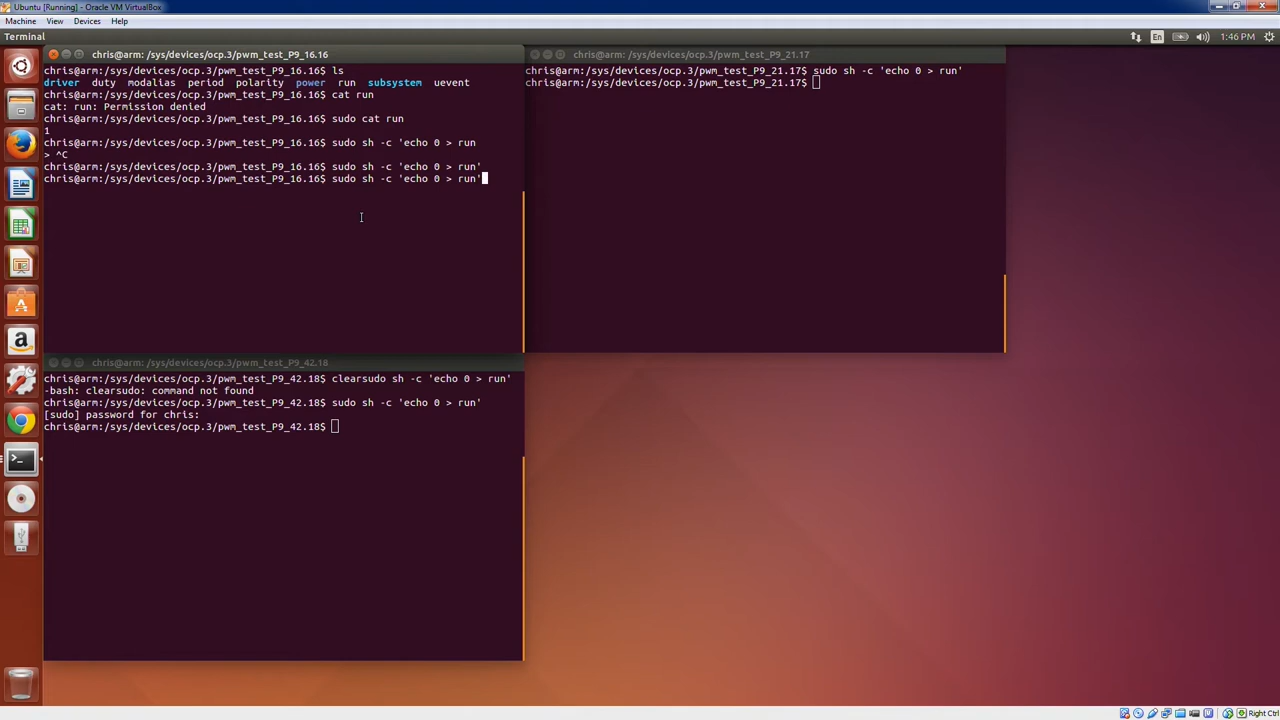 Ubuntu [Running] - Oracle VM VirtualBox
Machine View Devices Help
Terminal
En
1:46 PM
chris@arm: /sys/devices/ocp.3/pwm_test_P9_16.16
chris@arm:/sys/devices/ocp.3/pwm_test_P9_16.16$ ls
driver duty modalias period polarity power run subsystem uevent
chris@arm:/sys/devices/ocp.3/pwm_test_P9_16.16$ cat run
cat: run: Permission denied
chris@arm:/sys/devices/ocp.3/pwm_test_P9_16.16$ sudo cat run
1
chris@arm:/sys/devices/ocp.3/pwm_test_P9_16.16$ sudo sh -c 'echo 0 > run
> ^C
chris@arm:/sys/devices/ocp.3/pwm_test_P9_16.16$ sudo sh -c 'echo 0 > run'
chris@arm:/sys/devices/ocp.3/pwm_test_P9_16.16$ sudo sh -c 'echo 0 > run'
chris@arm: /sys/devices/ocp.3/pwm_test_P9_21.17
chris@arm:/sys/devices/ocp.3/pwm_test_P9_21.17$ sudo sh -c 'echo 0 > run'
chris@arm:/sys/devices/ocp.3/pwm_test_P9_21.17$
chris@arm: /sys/devices/ocp.3/pwm_test_P9_42.18
chris@arm:/sys/devices/ocp.3/pwm_test_P9_42.18$ clearsudo sh -c 'echo 0 > run'
-bash: clearsudo: command not found
chris@arm:/sys/devices/ocp.3/pwm_test_P9_42.18$ sudo sh -c 'echo 0 > run'
[sudo] password for chris:
chris@arm:/sys/devices/ocp.3/pwm_test_P9_42.18$
Right Ctrl